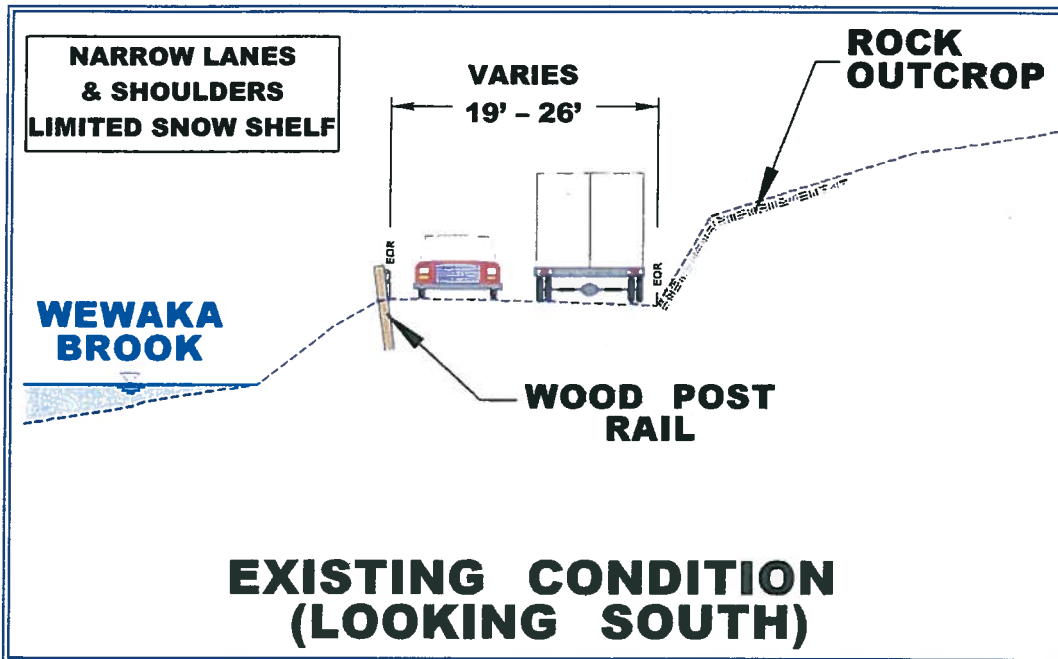 NARROW LANES
& SHOULDERS
LIMITED SNOW SHELF
VARIES
19' – 26'
ROCK
OUTCROP
EOR
EOR
WEWAKA
BROOK
WOOD POST
RAIL
EXISTING CONDITION
(LOOKING SOUTH)